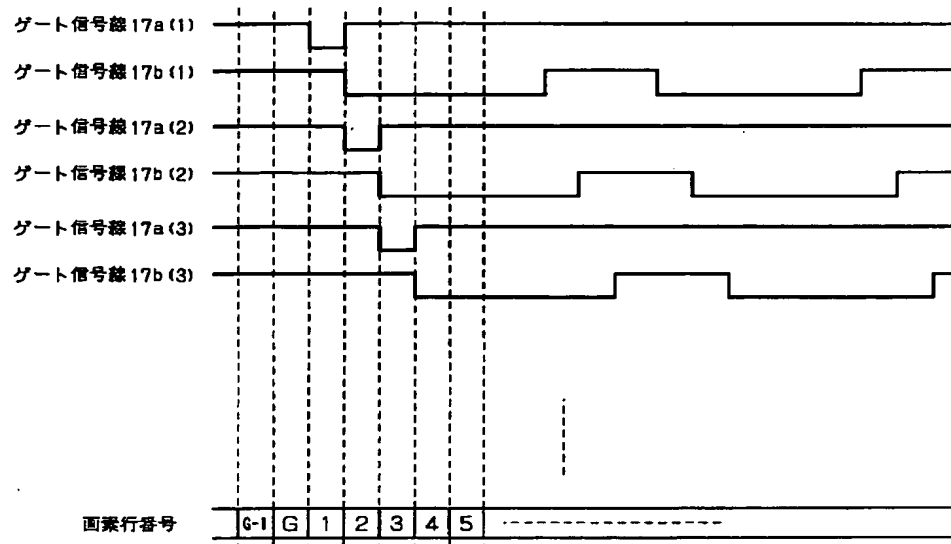 ゲート信号線17a(1)
ゲート信号線17b(1)
ゲート信号線17a(2)
ゲート信号線17b(2)
ゲート信号線17a(3)
ゲート信号線17b(3)
画素行番号 G-1 G 1 2 3 4 5